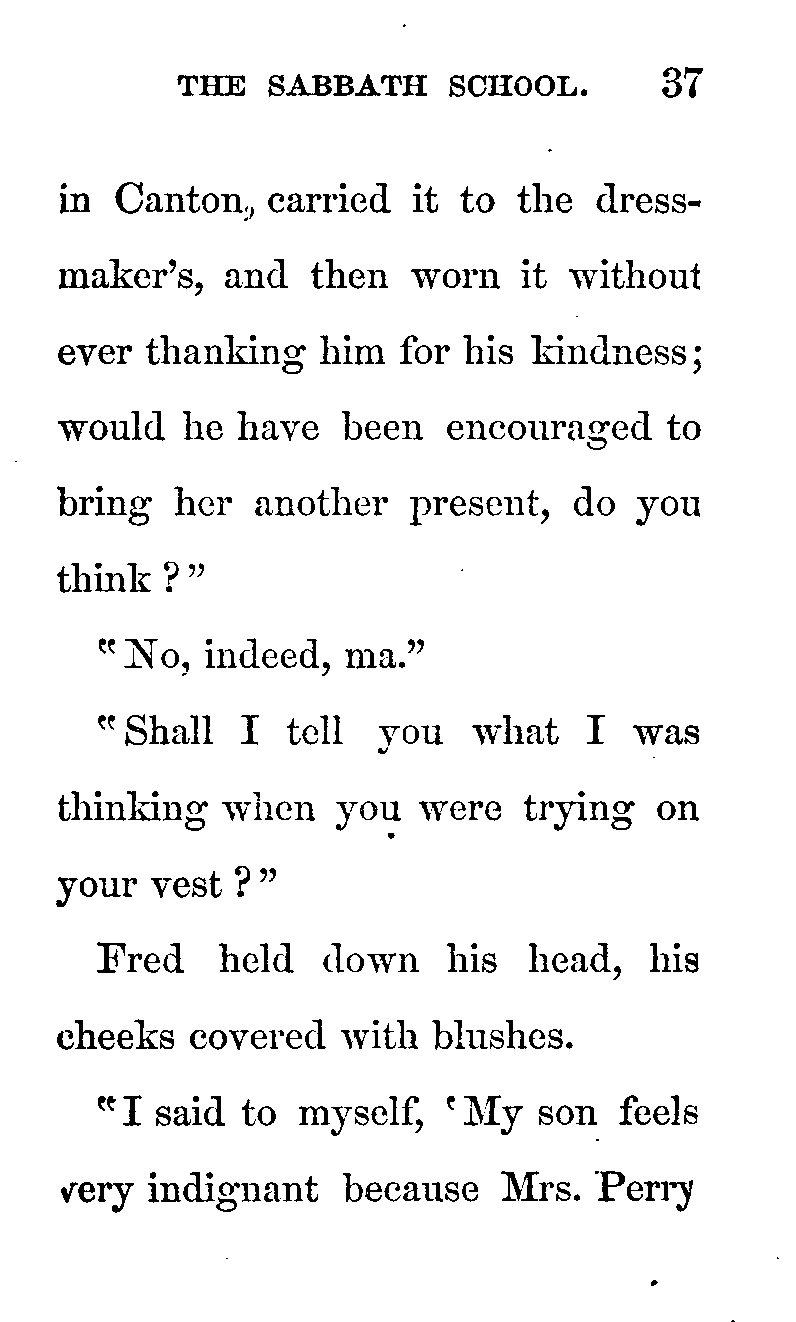 THE SABBATH SCHOOL. 37
in Canton, carried it to the dress-
maker's, and then worn it without
ever thanking him for his kindness;
would he have been encouraged to
bring her another present, do you
think?"
"No, indeed, ma."
"Shall I tell you what I was
thinking when you were trying on
your vest?"
Fred held down his head, his
cheeks covered with blushes.
"I said to myself, 'My son feels
very indignant because Mrs. Perry